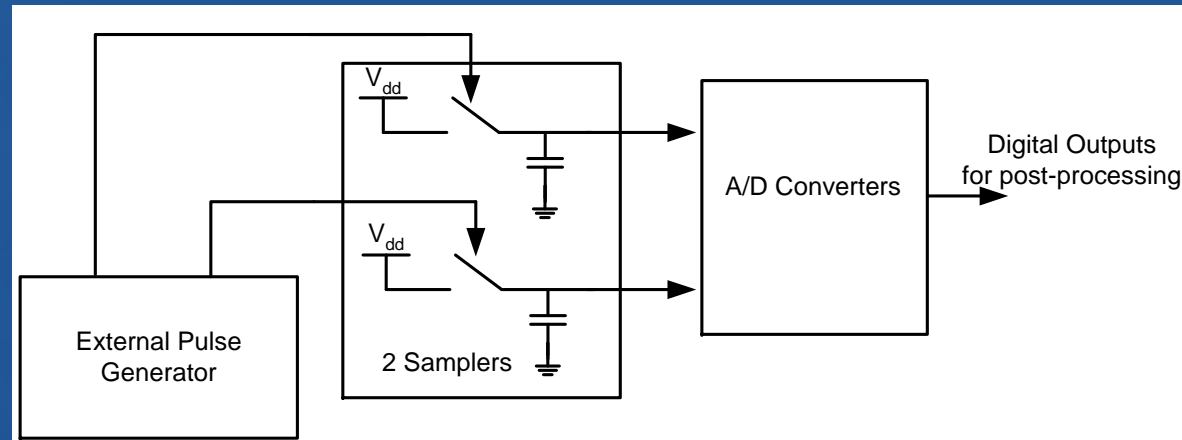 V_dd
V_dd
2 Samplers
External Pulse
Generator
A/D Converters
Digital Outputs
for post-processing